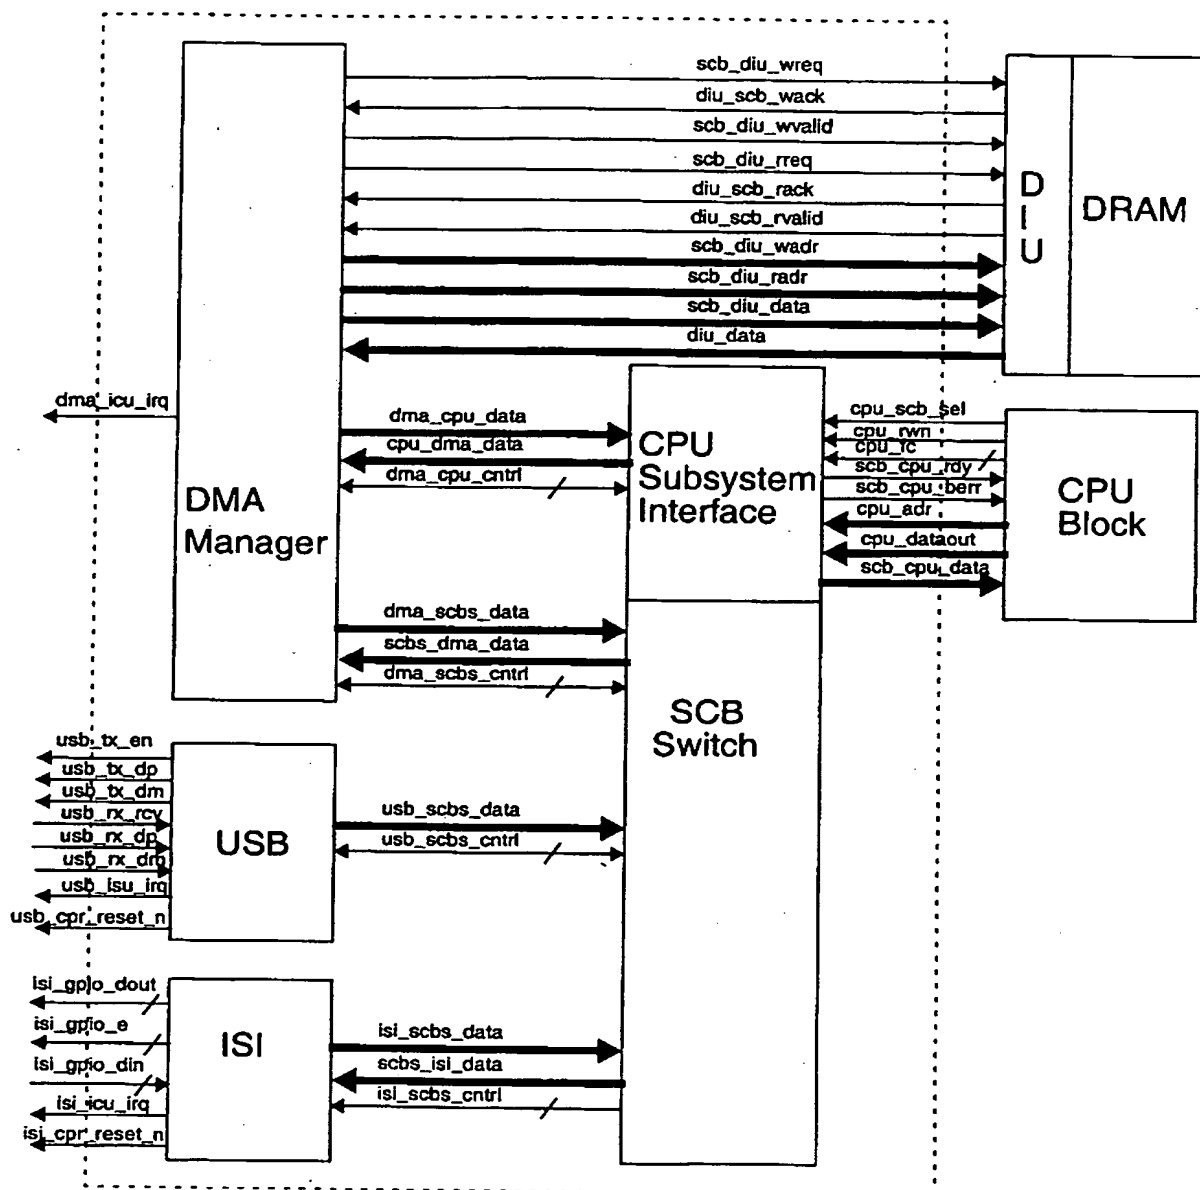 scb_diu_wreq
diu_scb_wack
scb_diu_wvalid
scb_diu_rreq
diu_scb_rack
diu_scb_rvalid
scb_diu_wadr
scb_diu_radr
scb_diu_data
diu_data
D
I
U
DRAM
dma_icu_irq
DMA
Manager
dma_cpu_data
cpu_dma_data
dma_cpu_cntrl
CPU
Subsystem
Interface
cpu_scb_sel
cpu_rwn
cpu_fc
scb_cpu_rdy
scb_cpu_berr
cpu_adr
cpu_dataout
scb_cpu_data
CPU
Block
dma_scbs_data
scbs_dma_data
dma_scbs_cntrl
SCB
Switch
usb_tx_en
usb_tx_dp
usb_tx_dm
usb_rx_rcv
usb_rx_dp
usb_rx_dm
usb_isu_irq
usb_cpr_reset_n
USB
usb_scbs_data
usb_scbs_cntrl
isi_gpio_dout
isi_gpio_e
isi_gpio_din
isi_icu_irq
isi_cpr_reset_n
ISI
isi_scbs_data
scbs_isi_data
isi_scbs_cntrl